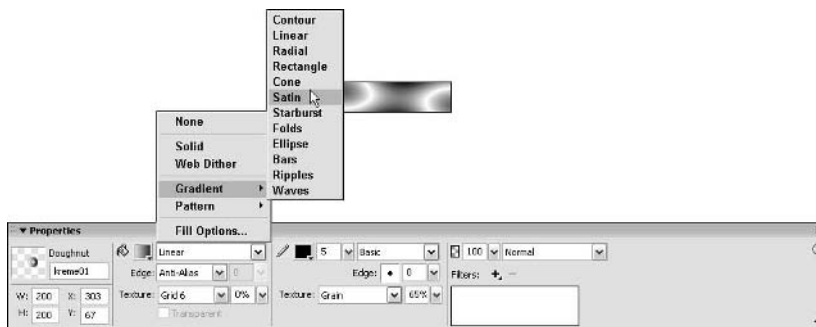 Contour
Linear
Radial
Rectangle
Cone
Satin
Starburst
Folds
Ellipse
Bars
Ripples
Waves
None
Solid
Web Dither
Gradient
Pattern
Fill Options...
Properties
Doughnut Linear 5 Basic 100 Normal
kreme01 Edge: Anti-Alias 0 Edge: 0 Filters: + −
W: 200 X: 303 Texture: Grid 6 0% Texture: Grain 65%
H: 200 Y: 67 Transparent